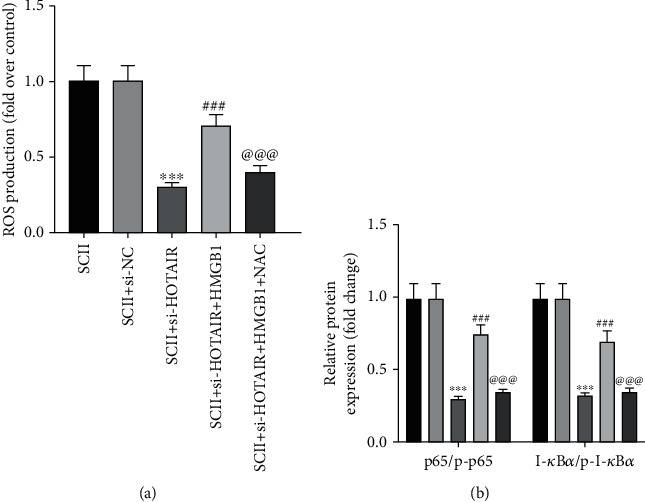 ROS production (fold over control)
1.5
1.0
0.5
0.0
***
###
@@@
SCII
SCII+si-NC
SCII+si-HOTAIR
SCII+si-HOTAIR+HMGB1
SCII+si-HOTAIR+HMGB1+NAC
(a)
Relative protein
expression (fold change)
1.5
1.0
0.5
0.0
***
###
@@@
***
###
@@@
p65/p-p65
I-κBα/p-I-κBα
(b)